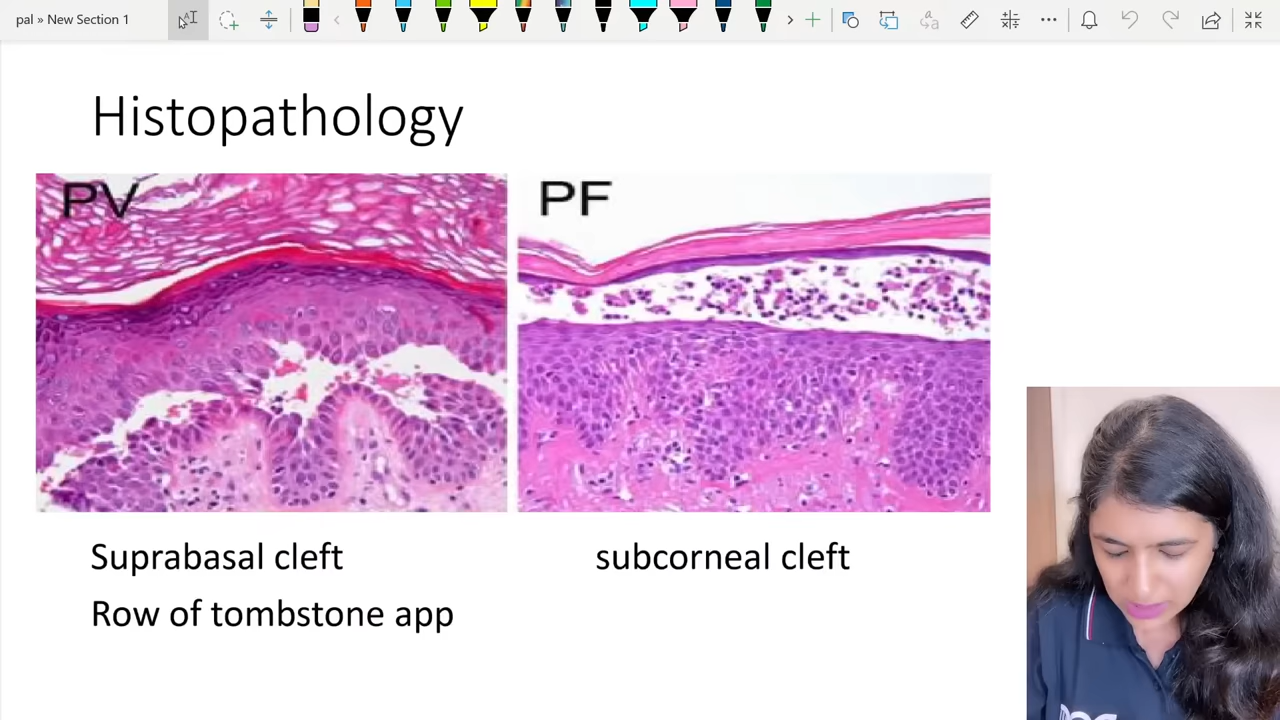 pal » New Section 1
Histopathology
PV
PF
Suprabasal cleft
subcorneal cleft
Row of tombstone app